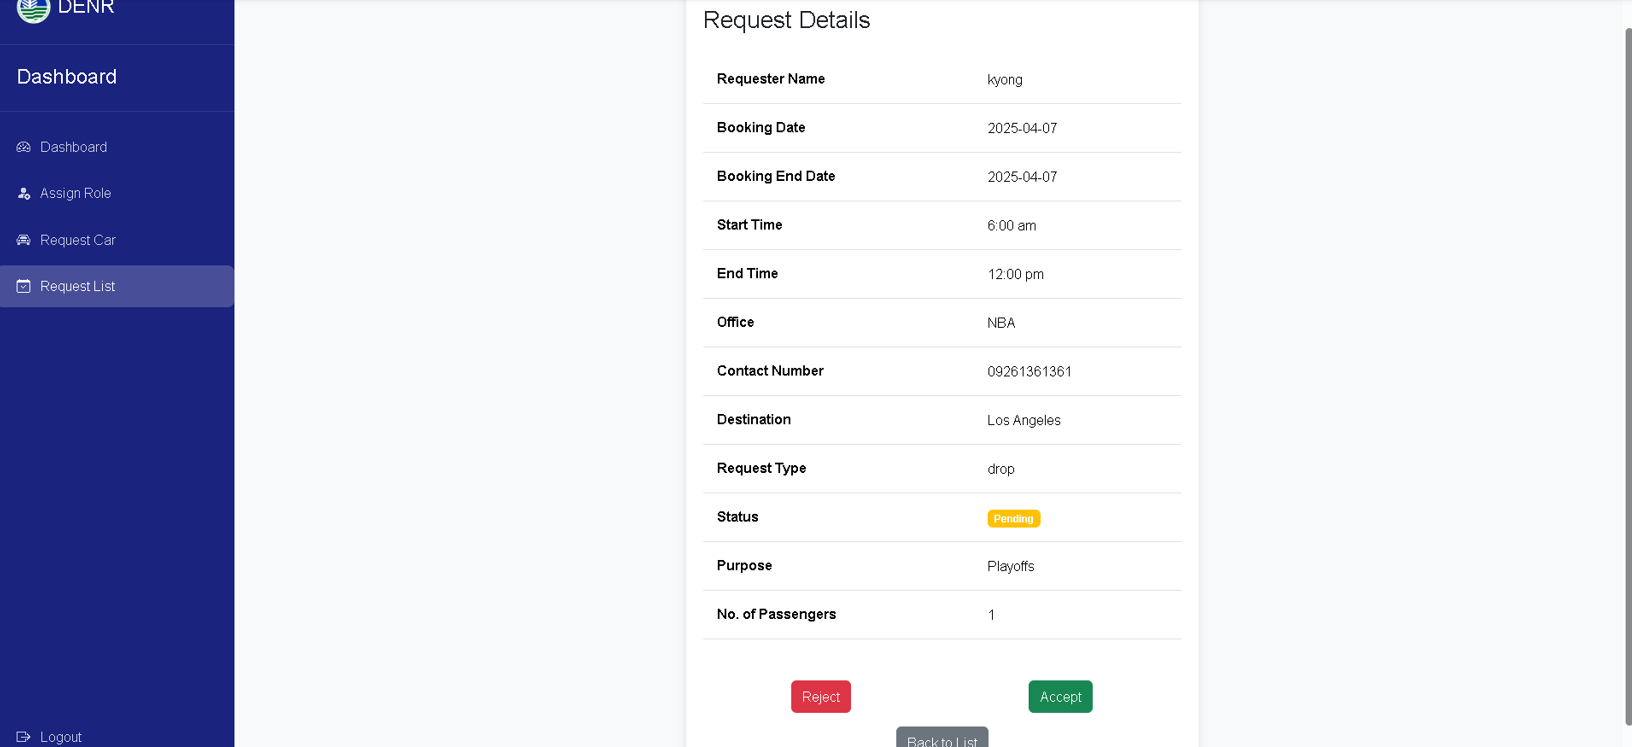 DENR
Dashboard
Dashboard
Assign Role
Request Car
Request List
Logout
Request Details
Requester Name kyong
Booking Date 2025-04-07
Booking End Date 2025-04-07
Start Time 6:00 am
End Time 12:00 pm
Office NBA
Contact Number 09261361361
Destination Los Angeles
Request Type drop
Status Pending
Purpose Playoffs
No. of Passengers 1
Reject Accept
Back to List